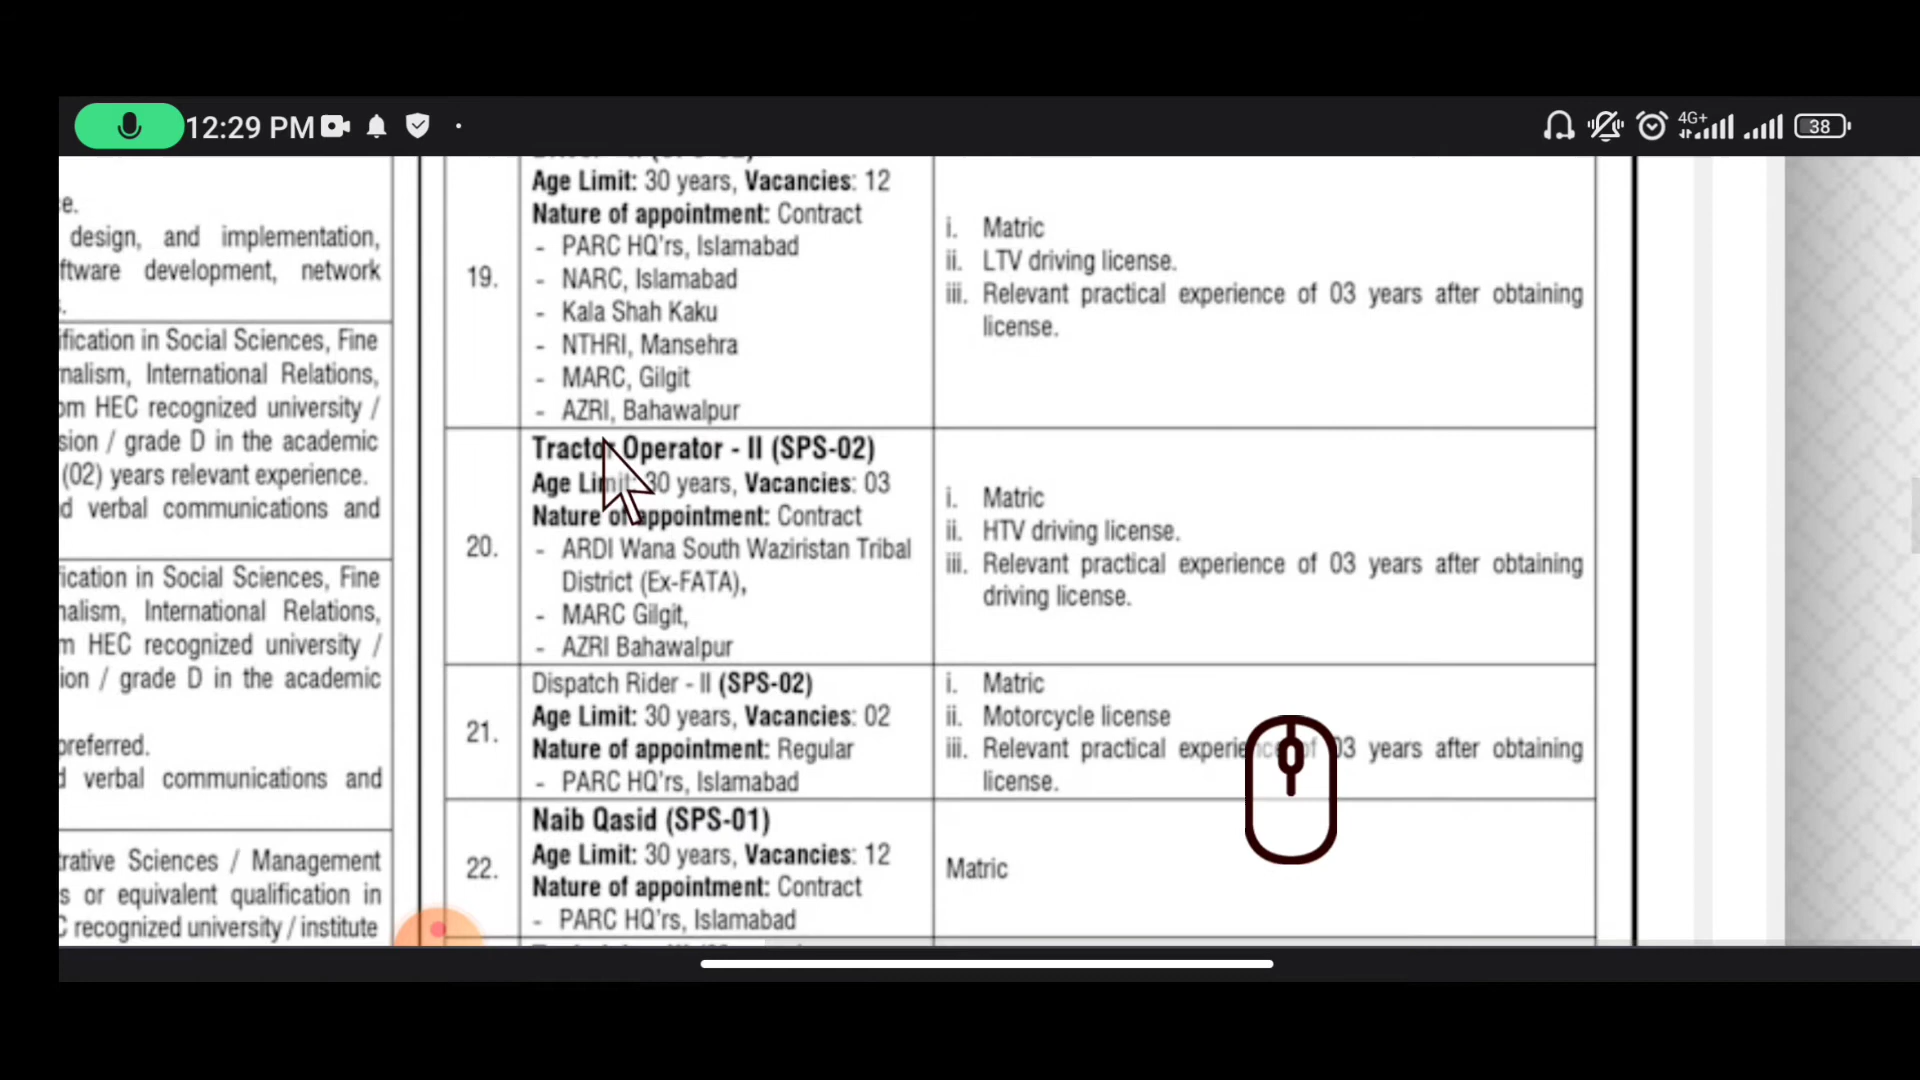 12:29 PM
4G+
38
e.
design, and implementation,
ftware development, network
s.
ification in Social Sciences, Fine
nalism, International Relations,
om HEC recognized university /
sion / grade D in the academic
(02) years relevant experience.
d verbal communications and
ication in Social Sciences, Fine
nalism, International Relations,
m HEC recognized university /
ion / grade D in the academic
preferred.
d verbal communications and
trative Sciences / Management
s or equivalent qualification in
C recognized university / institute
19.
Age Limit: 30 years, Vacancies: 12
Nature of appointment: Contract
- PARC HQ'rs, Islamabad
- NARC, Islamabad
- Kala Shah Kaku
- NTHRI, Mansehra
- MARC, Gilgit
- AZRI, Bahawalpur
i. Matric
ii. LTV driving license.
iii. Relevant practical experience of 03 years after obtaining
license.
20.
Tractor Operator - II (SPS-02)
Age Limit: 30 years, Vacancies: 03
Nature of appointment: Contract
- ARDI Wana South Waziristan Tribal
District (Ex-FATA),
- MARC Gilgit,
- AZRI Bahawalpur
i. Matric
ii. HTV driving license.
iii. Relevant practical experience of 03 years after obtaining
driving license.
21.
Dispatch Rider - II (SPS-02)
Age Limit: 30 years, Vacancies: 02
Nature of appointment: Regular
- PARC HQ'rs, Islamabad
i. Matric
ii. Motorcycle license
iii. Relevant practical experience of 03 years after obtaining
license.
22.
Naib Qasid (SPS-01)
Age Limit: 30 years, Vacancies: 12
Nature of appointment: Contract
- PARC HQ'rs, Islamabad
Matric